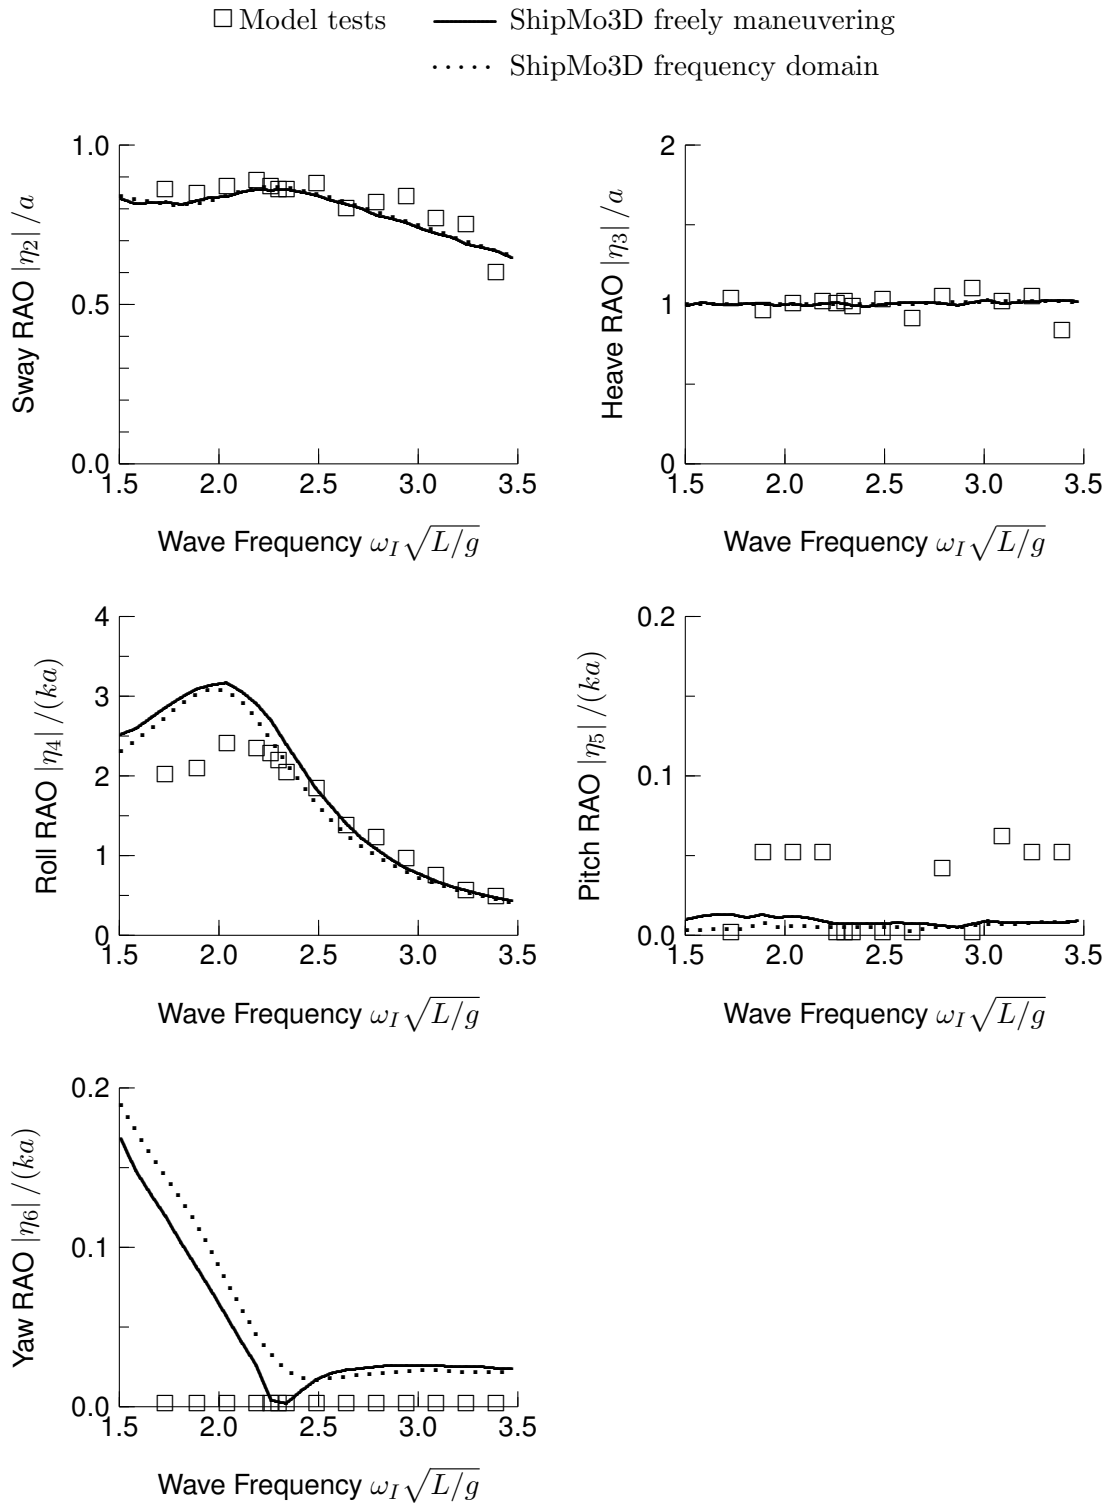 Model tests
ShipMo3D freely maneuvering
ShipMo3D frequency domain
Sway RAO |η2| /a
1.0
0.5
0.0
1.5 2.0 2.5 3.0 3.5
Wave Frequency ωI√L/g
Heave RAO |η3| /a
2
1
0
1.5 2.0 2.5 3.0 3.5
Wave Frequency ωI√L/g
Roll RAO |η4| /(ka)
4
3
2
1
0
1.5 2.0 2.5 3.0 3.5
Wave Frequency ωI√L/g
Pitch RAO |η5| /(ka)
0.2
0.1
0.0
1.5 2.0 2.5 3.0 3.5
Wave Frequency ωI√L/g
Yaw RAO |η6| /(ka)
0.2
0.1
0.0
1.5 2.0 2.5 3.0 3.5
Wave Frequency ωI√L/g